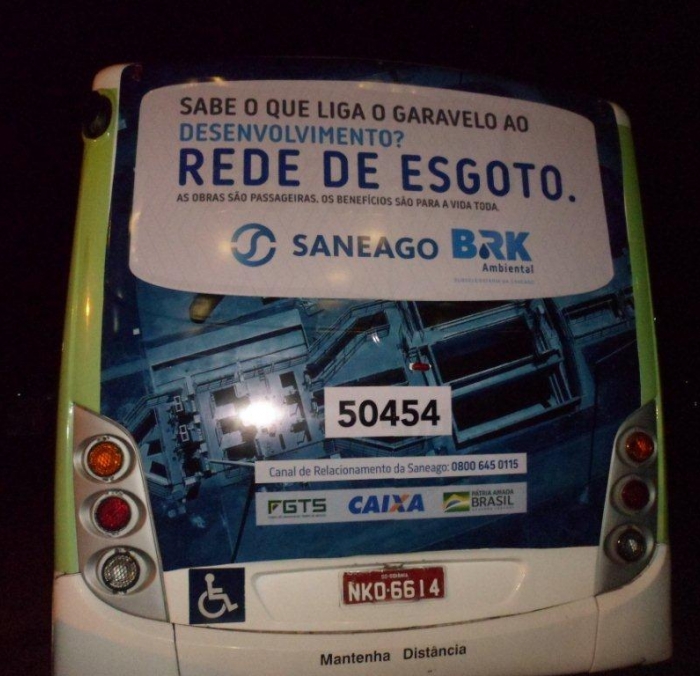 SABE O QUE LIGA O GARAVELO AO
DESENVOLVIMENTO?
REDE DE ESGOTO.
AS OBRAS SÃO PASSAGEIRAS. OS BENEFÍCIOS SÃO PARA A VIDA TODA.
SANEAGO BRK
Ambiental
50454
Canal de Relacionamento da Saneago: 0800 645 0115
FGTS CAIXA PÁTRIA AMADA
BRASIL
GO-GOIÂNIA
NKO·6614
Mantenha Distância